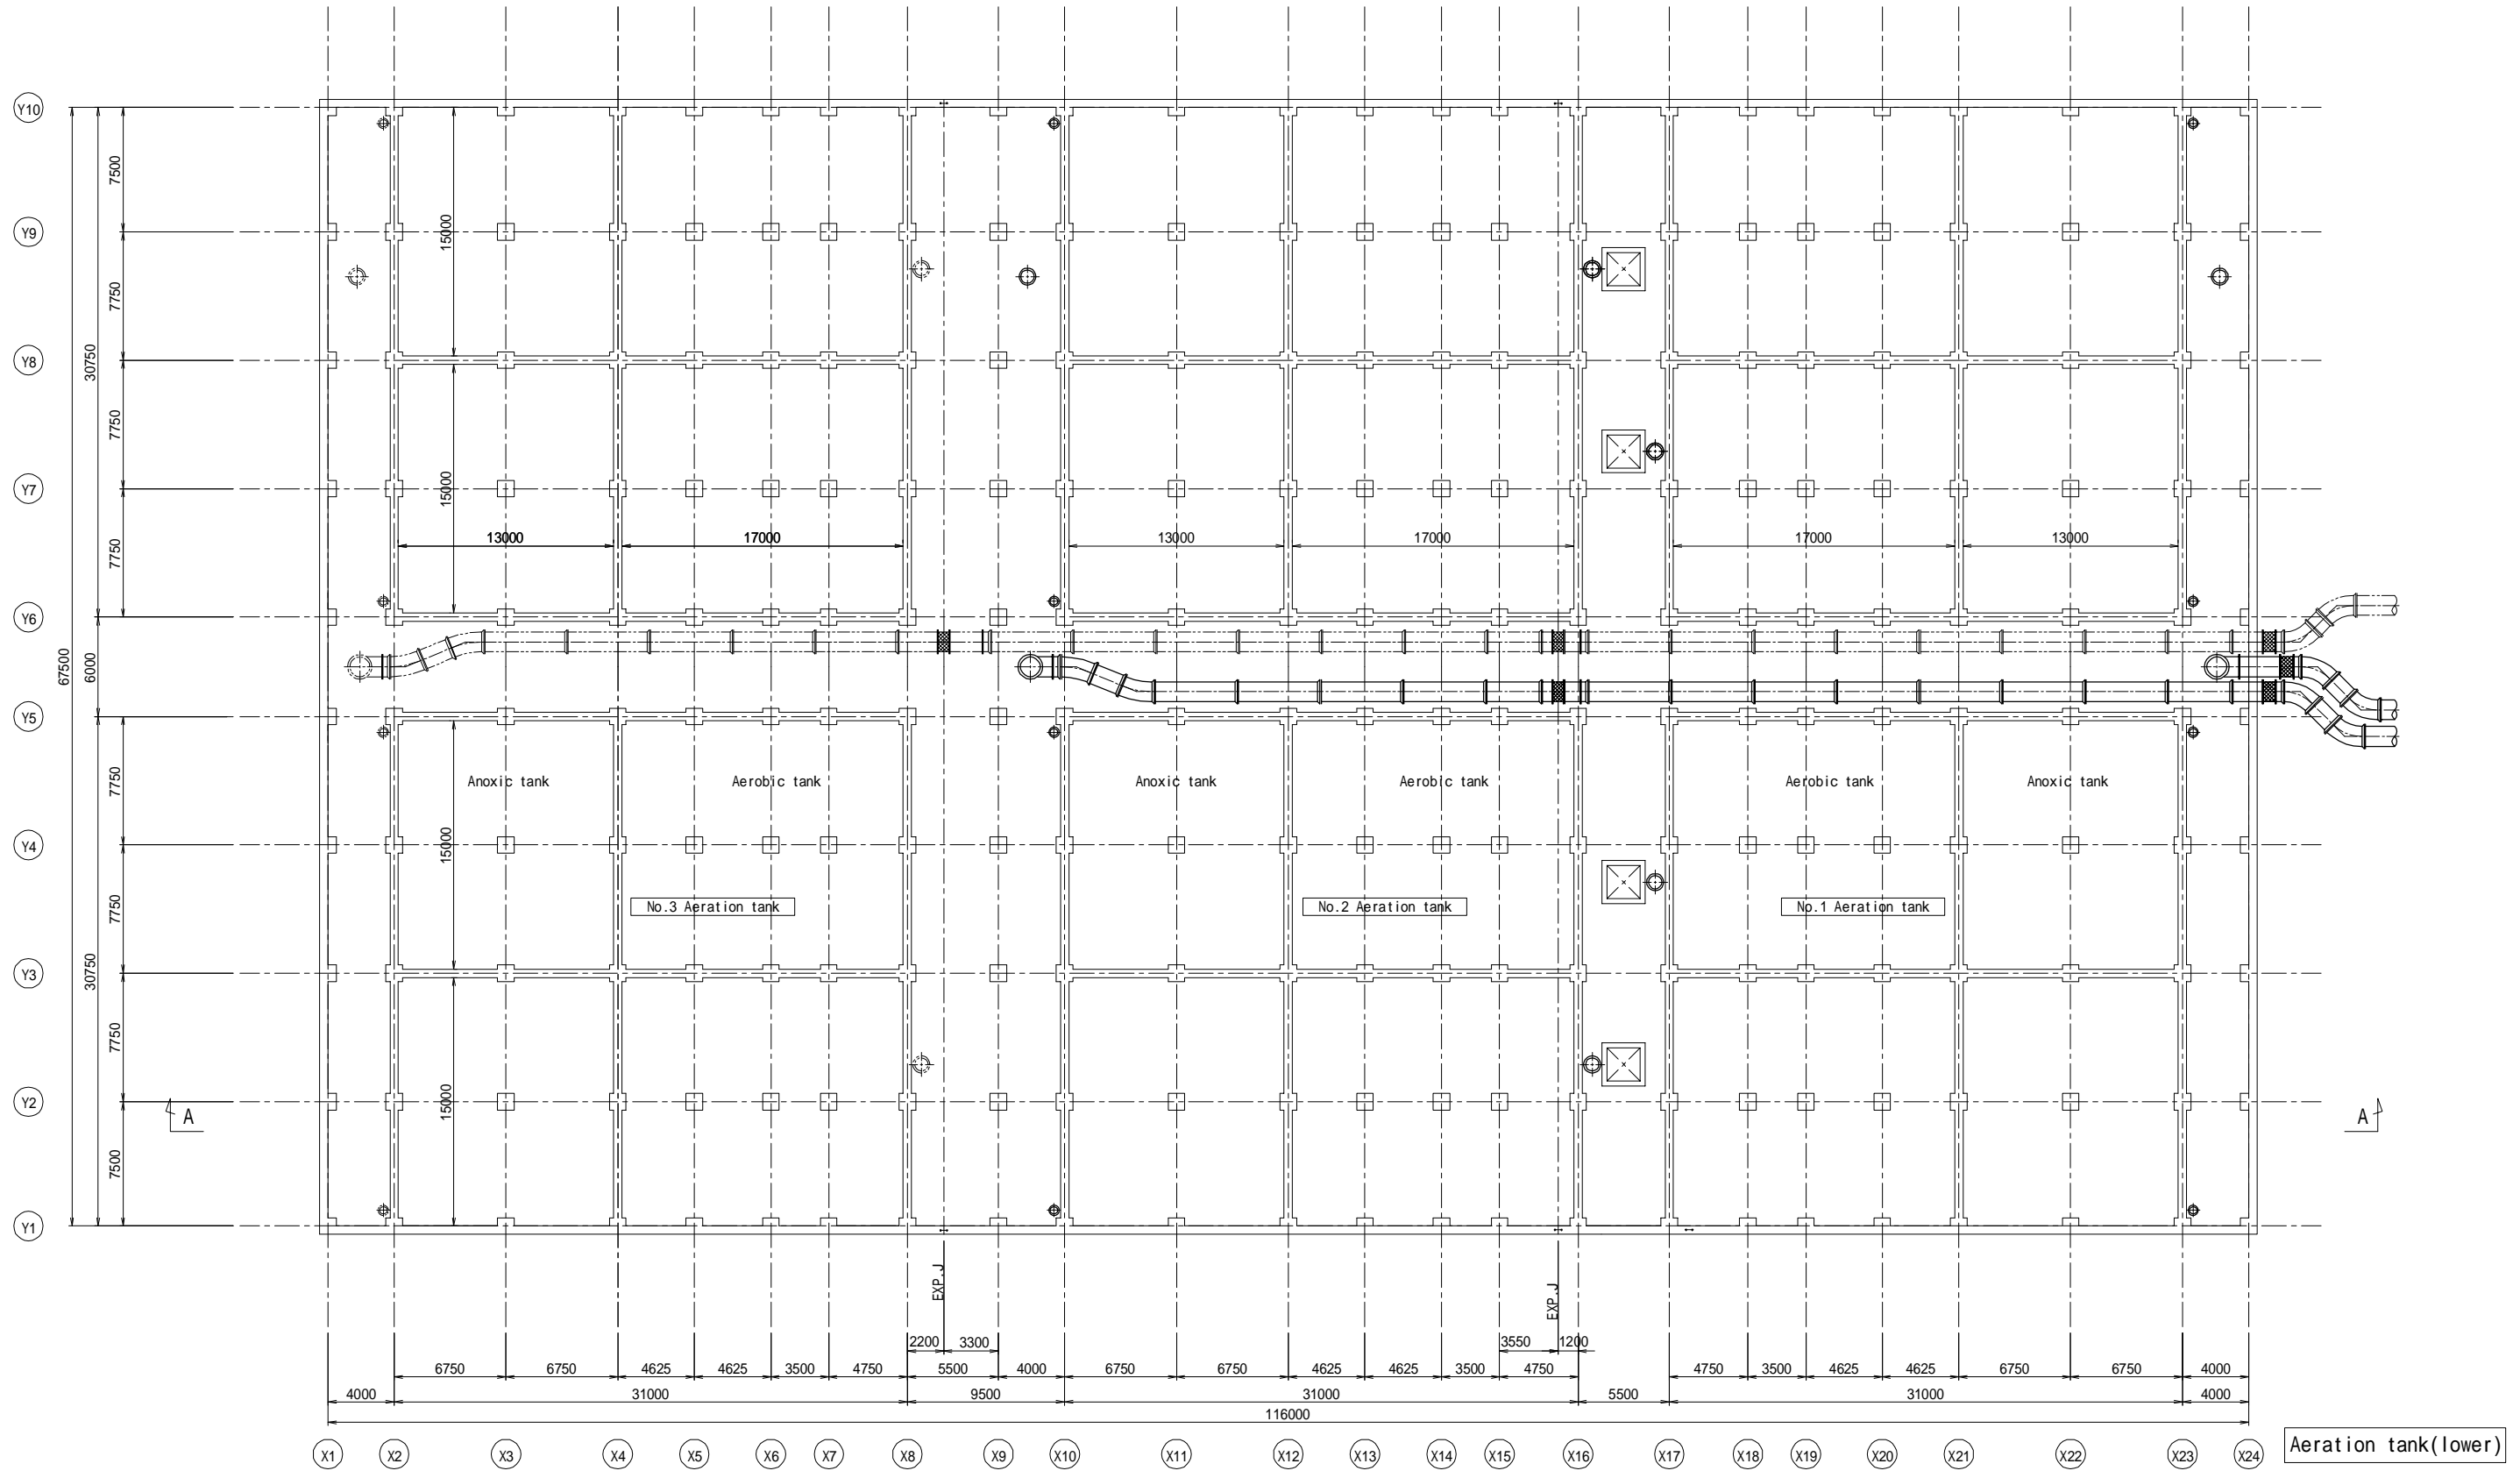 Y10
7500
Y9
15000
7750
Y8
30750
7750
Y7
15000
13000
17000
13000
17000
17000
13000
7750
Y6
67500
6000
Y5
7750
Anoxic tank
Aerobic tank
Anoxic tank
Aerobic tank
Aerobic tank
Anoxic tank
Y4
15000
7750
No.3 Aeration tank
No.2 Aeration tank
No.1 Aeration tank
Y3
30750
7750
Y2
15000
A
A
7500
Y1
EXP.J
EXP.J
2200
3300
3550
1200
6750
6750
4625
4625
3500
4750
5500
4000
6750
6750
4625
4625
3500
4750
4750
3500
4625
4625
6750
6750
4000
4000
31000
9500
31000
5500
31000
4000
116000
X1
X2
X3
X4
X5
X6
X7
X8
X9
X10
X11
X12
X13
X14
X15
X16
X17
X18
X19
X20
X21
X22
X23
X24
Aeration tank(lower)